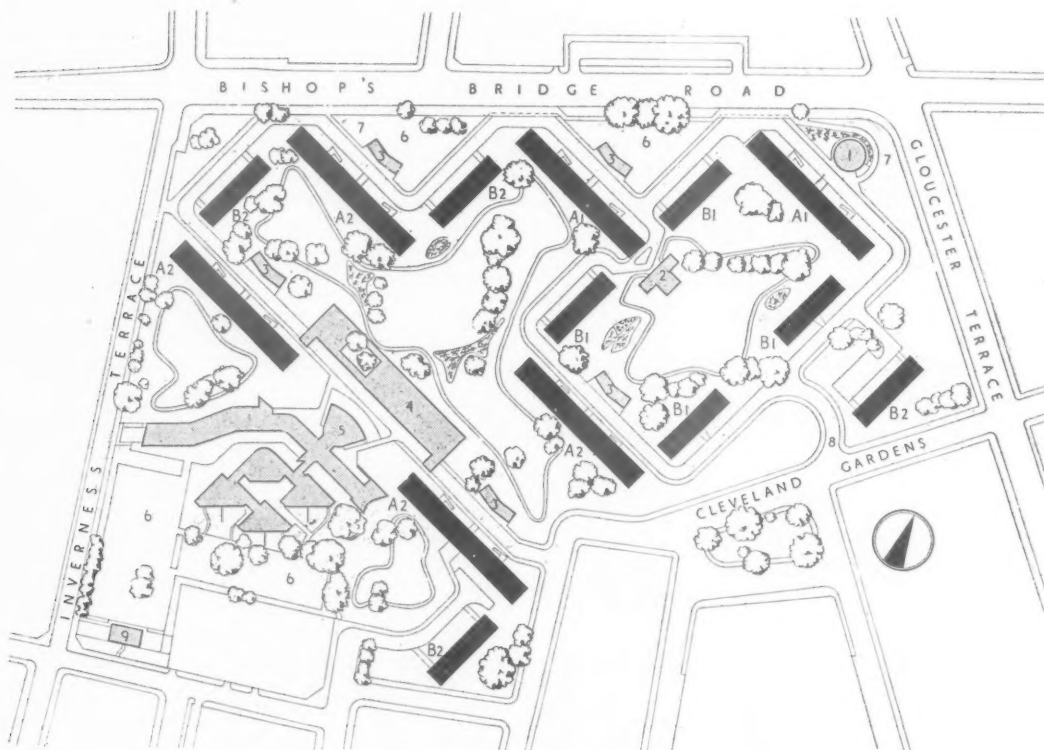 BISHOP'S BRIDGE ROAD
7
6
6
3
3
1
7
GLOUCESTER TERRACE
B2
A2
B2
A1
B1
A1
A2
3
2
B1
B1
INVERNESS TERRACE
4
3
B1
A2
B2
5
8
CLEVELAND GARDENS
A2
3
6
6
9
B2